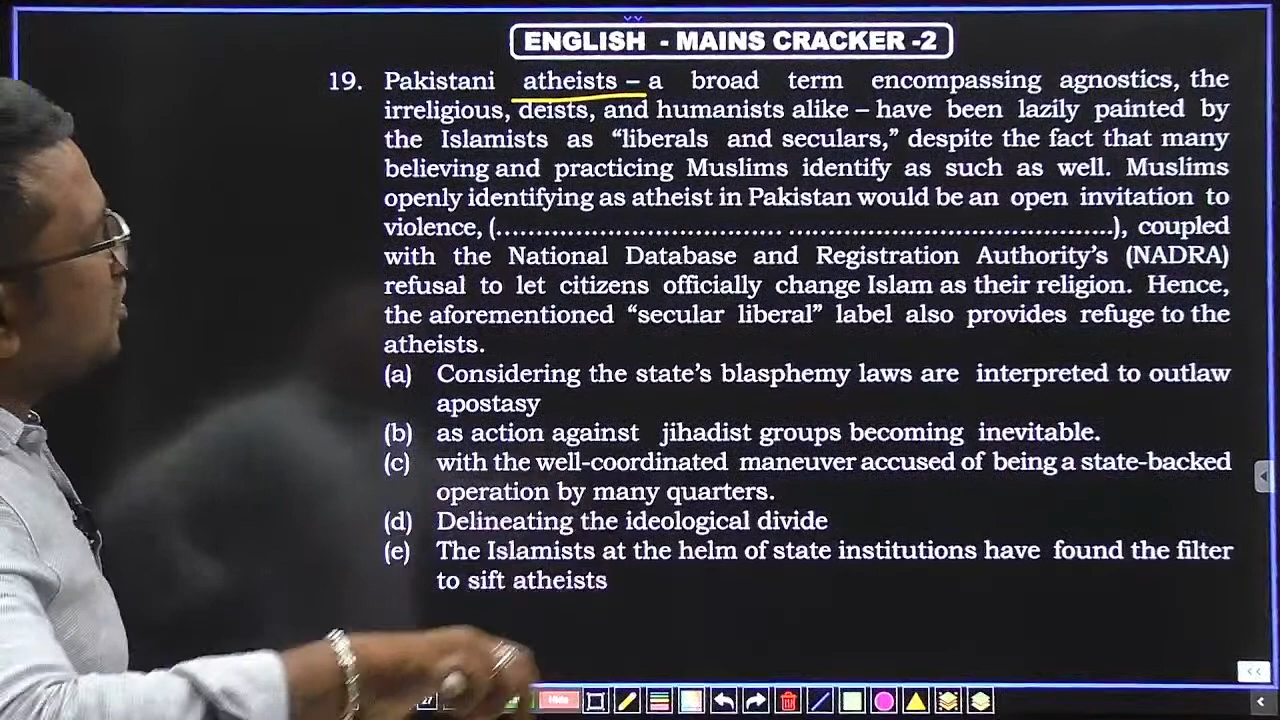 ENGLISH - MAINS CRACKER -2
19. Pakistani atheists – a broad term encompassing agnostics, the
irreligious, deists, and humanists alike – have been lazily painted by
the Islamists as “liberals and seculars,” despite the fact that many
believing and practicing Muslims identify as such as well. Muslims
openly identifying as atheist in Pakistan would be an open invitation to
violence, (................................... ........................................), coupled
with the National Database and Registration Authority’s (NADRA)
refusal to let citizens officially change Islam as their religion. Hence,
the aforementioned “secular liberal” label also provides refuge to the
atheists.
(a) Considering the state’s blasphemy laws are interpreted to outlaw
apostasy
(b) as action against jihadist groups becoming inevitable.
(c) with the well-coordinated maneuver accused of being a state-backed
operation by many quarters.
(d) Delineating the ideological divide
(e) The Islamists at the helm of state institutions have found the filter
to sift atheists
27
Hide
<<